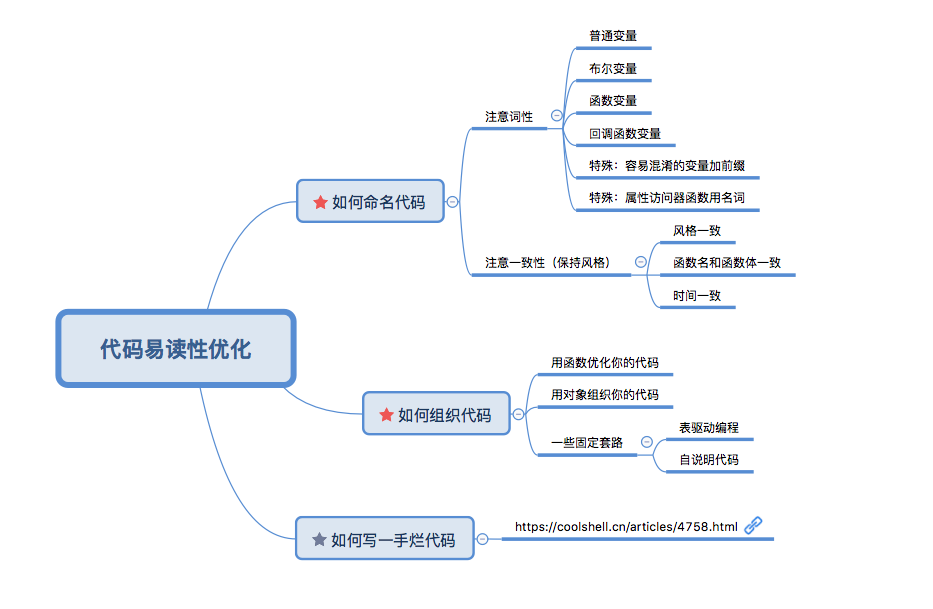 代码易读性优化
如何命名代码
注意词性
普通变量
布尔变量
函数变量
回调函数变量
特殊：容易混淆的变量加前缀
特殊：属性访问器函数用名词
注意一致性（保持风格）
风格一致
函数名和函数体一致
时间一致
如何组织代码
用函数优化你的代码
用对象组织你的代码
一些固定套路
表驱动编程
自说明代码
如何写一手烂代码
https://coolshell.cn/articles/4758.html